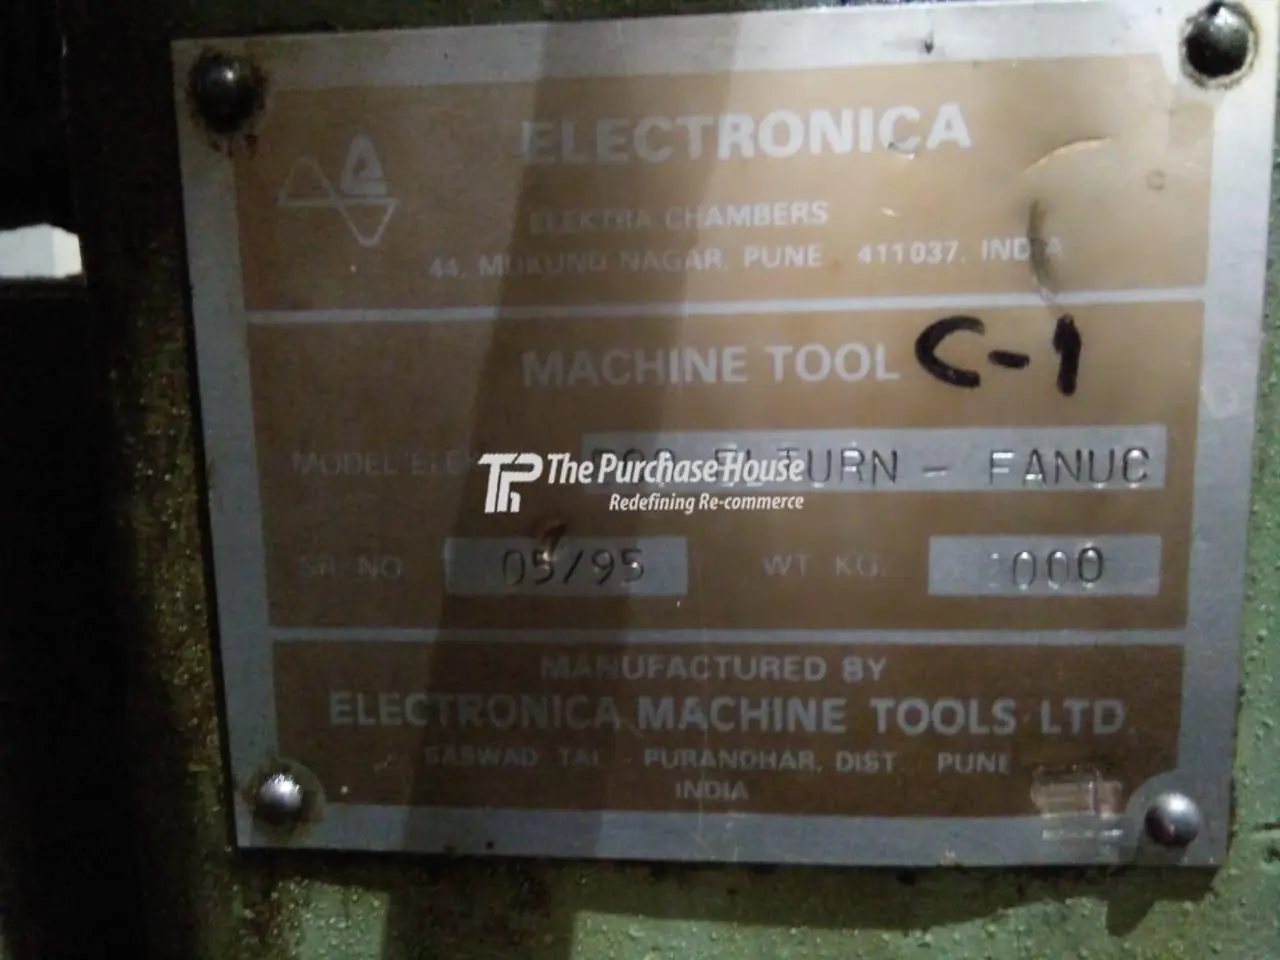 ELECTRONICA
ELEKTRA CHAMBERS
44, MUKUND NAGAR, PUNE 411037. INDIA
MACHINE TOOL C-1
MODEL ELTURN - FANUC
The Purchase House
Redefining Re-commerce
SR NO 05/95 WT KG. 000
MANUFACTURED BY
ELECTRONICA MACHINE TOOLS LTD.
SASWAD TAL - PURANDHAR, DIST PUNE
INDIA